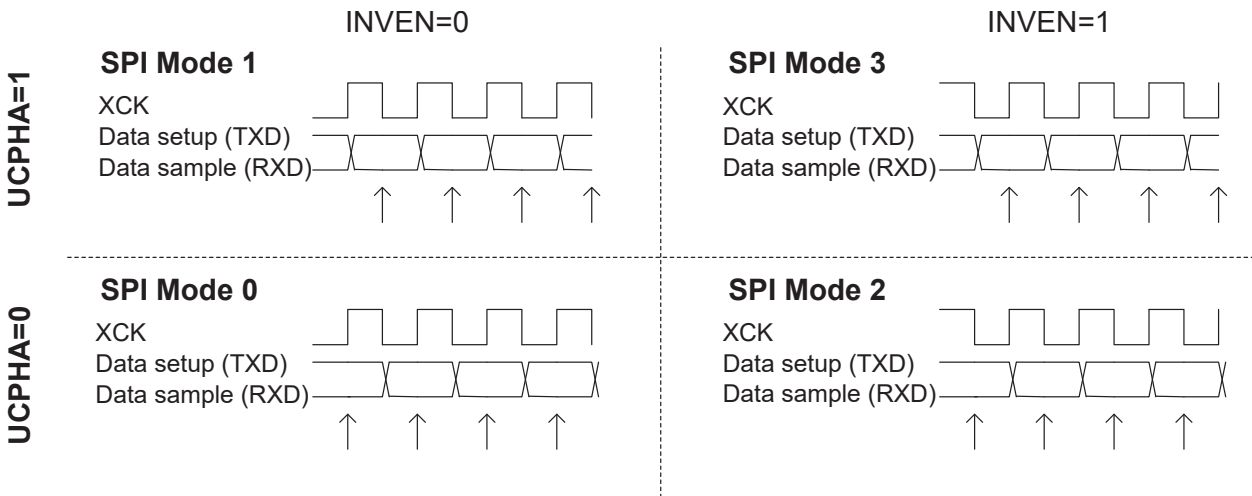 INVEN=0
INVEN=1
UCPHA=1
SPI Mode 1
XCK
Data setup (TXD)
Data sample (RXD)
SPI Mode 3
XCK
Data setup (TXD)
Data sample (RXD)
UCPHA=0
SPI Mode 0
XCK
Data setup (TXD)
Data sample (RXD)
SPI Mode 2
XCK
Data setup (TXD)
Data sample (RXD)